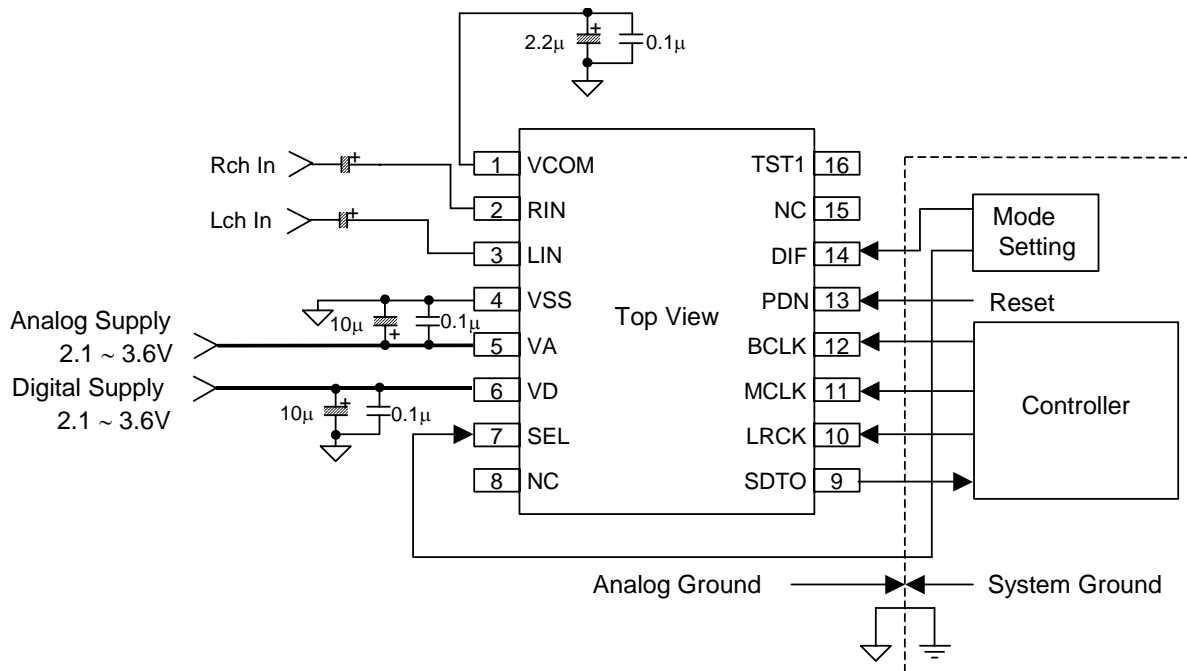 2.2μ
+
0.1μ
Rch In
+
Lch In
+
1 VCOM
2 RIN
3 LIN
4 VSS
5 VA
6 VD
7 SEL
8 NC
Top View
TST1 16
NC 15
DIF 14
PDN 13
BCLK 12
MCLK 11
LRCK 10
SDTO 9
Analog Supply
2.1 ~ 3.6V
10μ
+
0.1μ
Digital Supply
2.1 ~ 3.6V
10μ
+
0.1μ
Mode
Setting
Reset
Controller
Analog Ground
System Ground